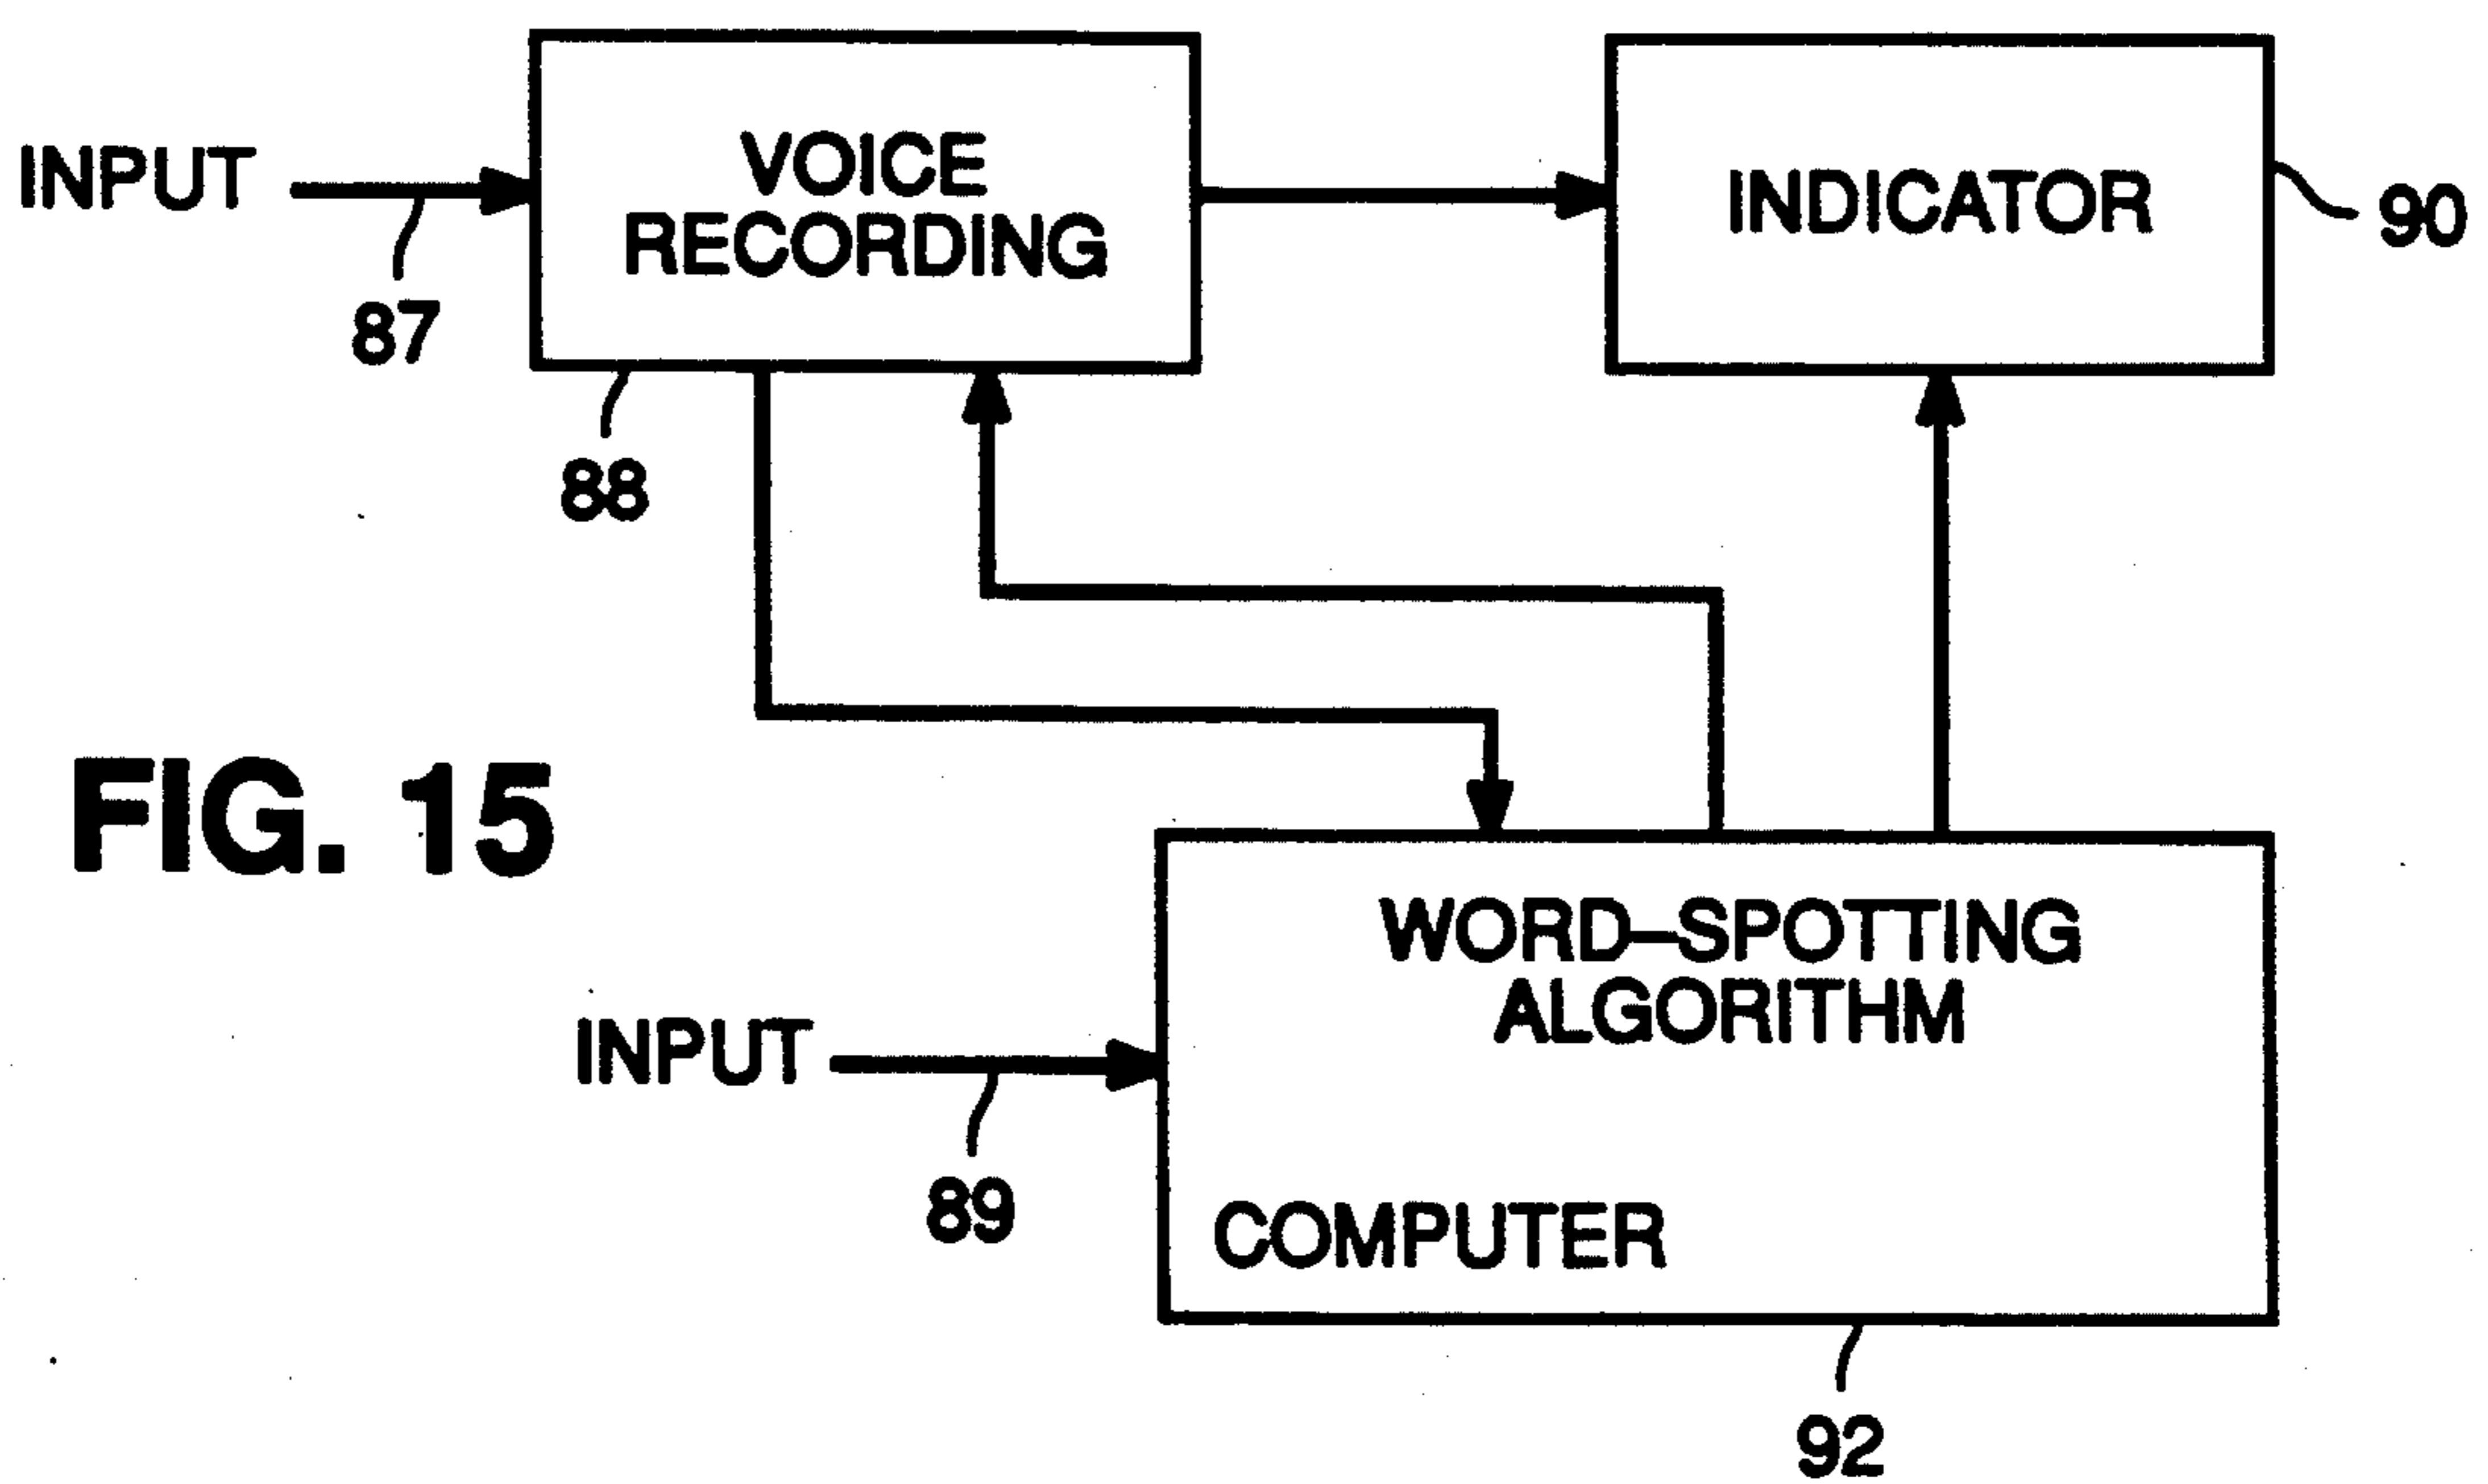 INPUT
87
VOICE
RECORDING
88
INDICATOR
90
FIG. 15
INPUT
89
WORD-SPOTTING
ALGORITHM
COMPUTER
92